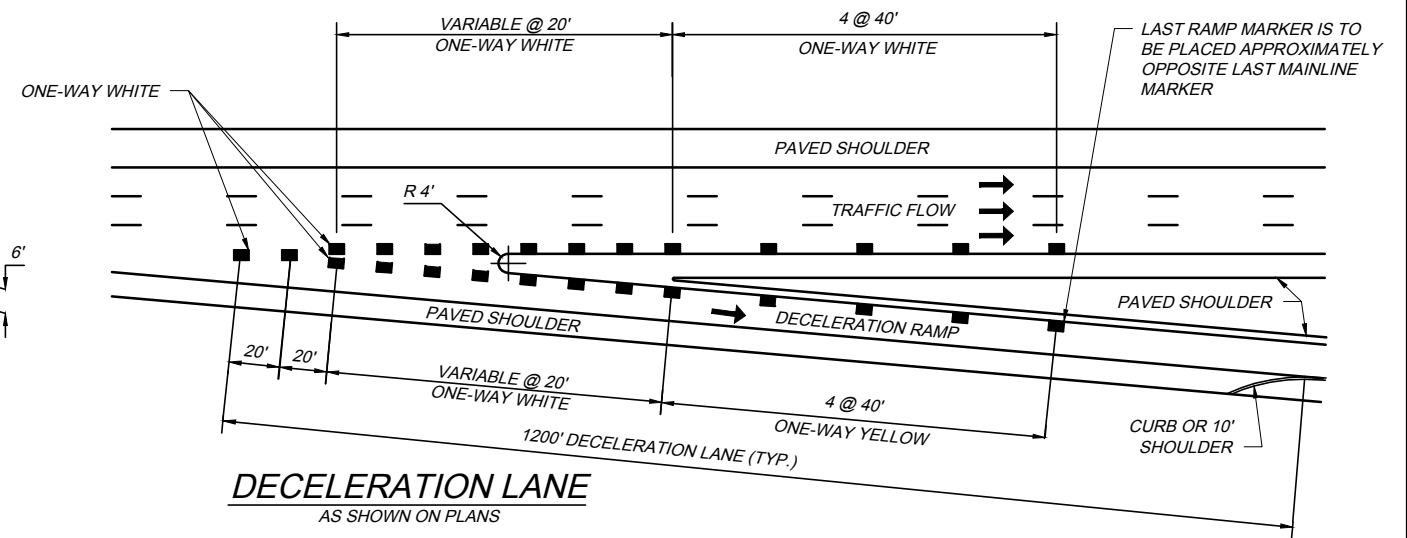 VARIABLE @ 20'
ONE-WAY WHITE
4 @ 40'
ONE-WAY WHITE
LAST RAMP MARKER IS TO
BE PLACED APPROXIMATELY
OPPOSITE LAST MAINLINE
MARKER
ONE-WAY WHITE
PAVED SHOULDER
R 4'
TRAFFIC FLOW
6'
PAVED SHOULDER
PAVED SHOULDER
DECELERATION RAMP
20'
20'
VARIABLE @ 20'
ONE-WAY WHITE
4 @ 40'
ONE-WAY YELLOW
CURB OR 10'
SHOULDER
1200' DECELERATION LANE (TYP.)
DECELERATION LANE
AS SHOWN ON PLANS